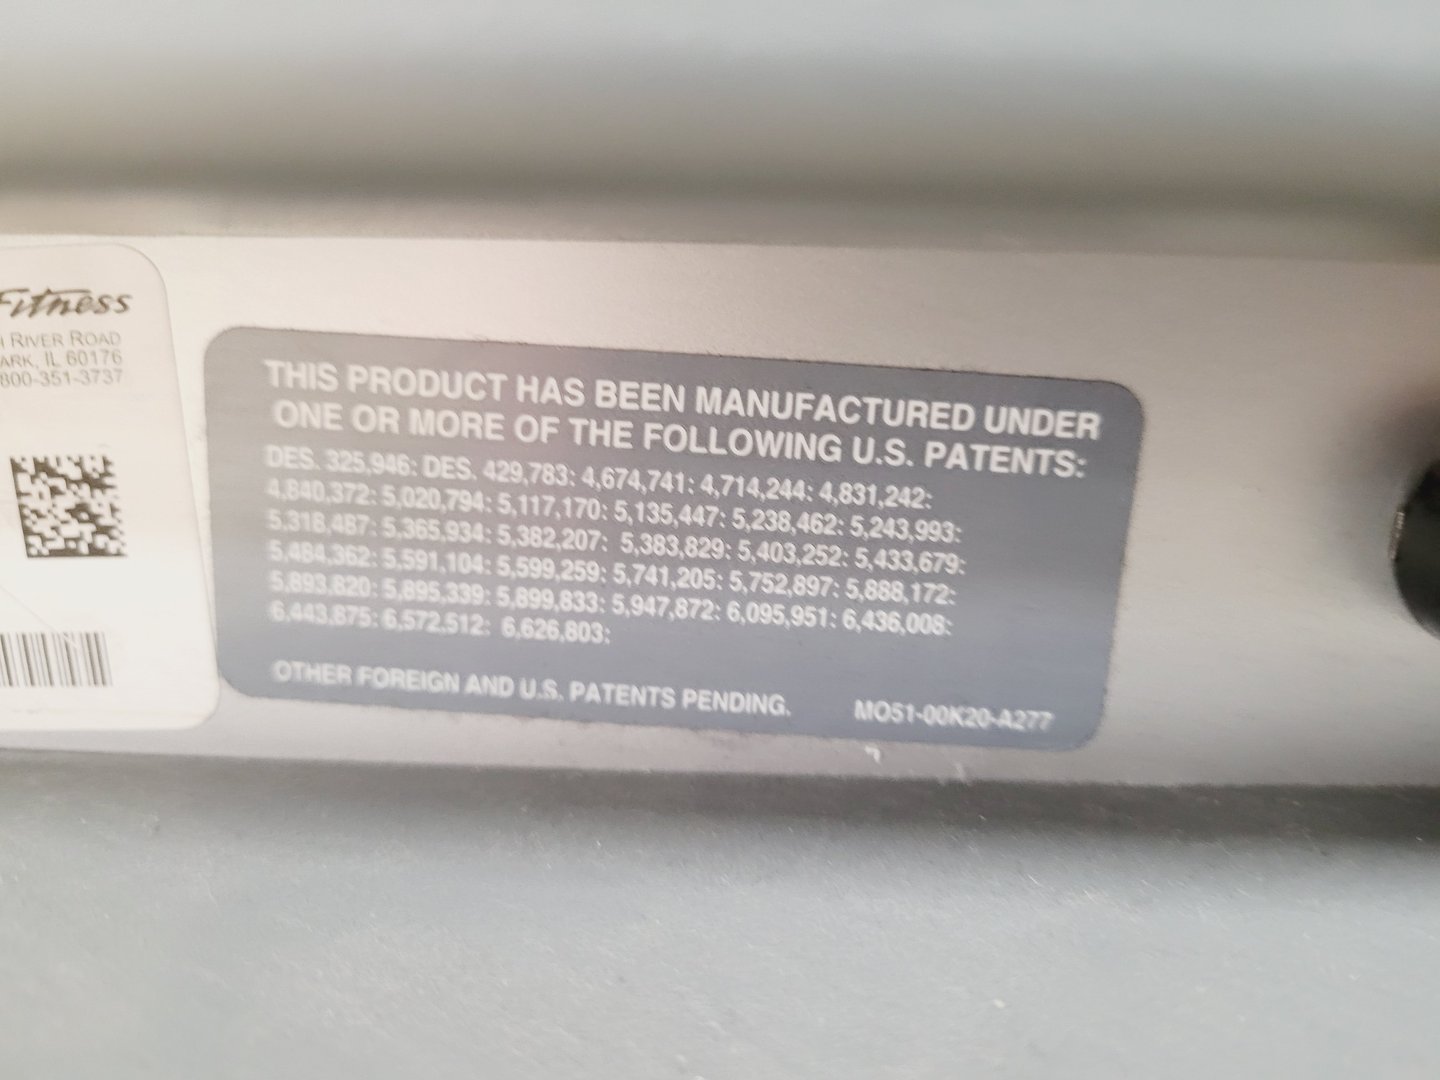 Fitness
RIVER ROAD
ARK, IL 60176
800-351-3737
THIS PRODUCT HAS BEEN MANUFACTURED UNDER
ONE OR MORE OF THE FOLLOWING U.S. PATENTS:
DES. 325,946: DES. 429,783: 4,674,741: 4,714,244: 4,831,242:
4,840,372: 5,020,794: 5,117,170: 5,135,447: 5,238,462: 5,243,993:
5,318,487: 5,365,934: 5,382,207: 5,383,829: 5,403,252: 5,433,679:
5,484,362: 5,591,104: 5,599,259: 5,741,205: 5,752,897: 5,888,172:
5,893,820: 5,895,339: 5,899,833: 5,947,872: 6,095,951: 6,436,008:
6,443,875: 6,572,512: 6,626,803:
OTHER FOREIGN AND U.S. PATENTS PENDING. MO51-00K20-A277